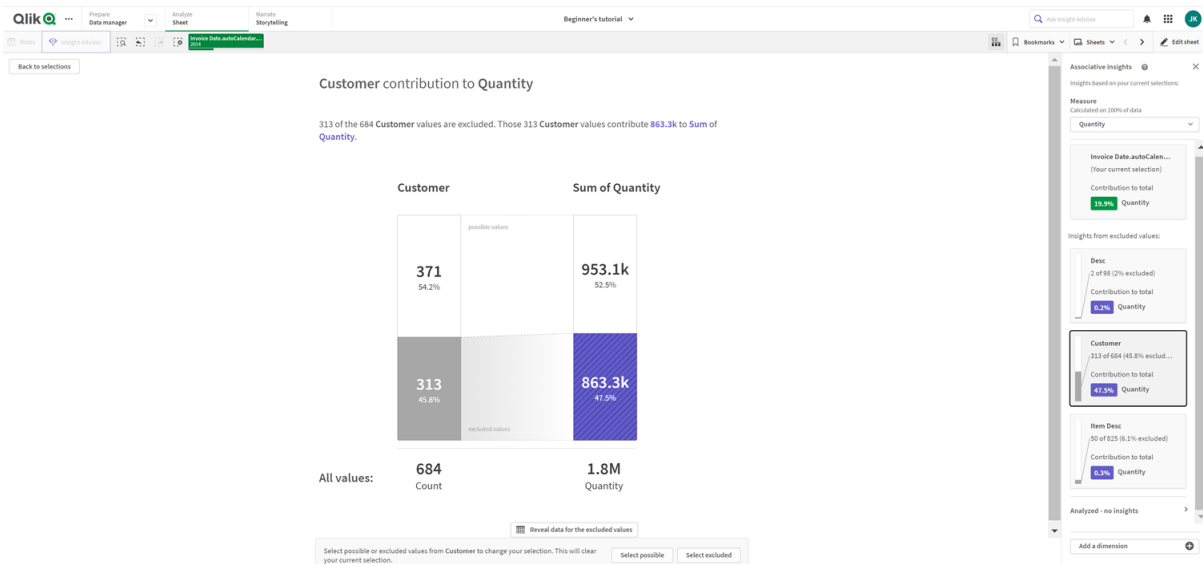 Qlik
Prepare
Data manager
Analyze
Sheet
Narrate
Storytelling
Beginner's tutorial
Ask Insight Advisor
JK
Notes
Insight Advisor
Invoice Date.autoCalendar....
2014
Bookmarks
Sheets
Edit sheet
Back to selections
Customer contribution to Quantity
313 of the 684 Customer values are excluded. Those 313 Customer values contribute 863.3k to Sum of
Quantity.
Customer
Sum of Quantity
possible values
371
54.2%
953.1k
52.5%
313
45.8%
863.3k
47.5%
excluded values
All values:
684
Count
1.8M
Quantity
Reveal data for the excluded values
Select possible or excluded values from Customer to change your selection. This will clear
your current selection.
Select possible
Select excluded
Associative insights
Insights based on your current selections:
Measure
Calculated on 100% of data
Quantity
Invoice Date.autoCalen...
(Your current selection)
Contribution to total
19.9% Quantity
Insights from excluded values:
Desc
2 of 98 (2% excluded)
Contribution to total
0.2% Quantity
Customer
313 of 684 (45.8% exclud...
Contribution to total
47.5% Quantity
Item Desc
50 of 825 (6.1% excluded)
Contribution to total
0.3% Quantity
Analyzed - no insights
Add a dimension